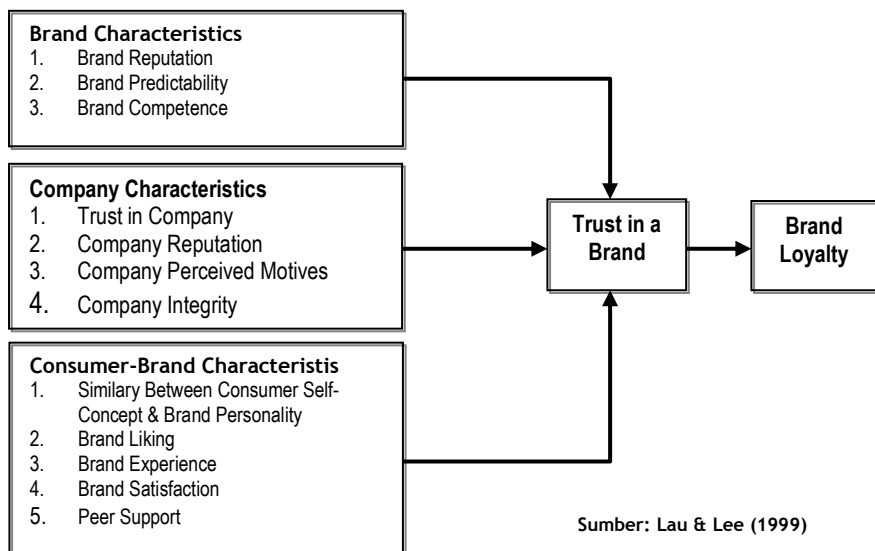 Brand Characteristics
1. Brand Reputation
2. Brand Predictability
3. Brand Competence
Company Characteristics
1. Trust in Company
2. Company Reputation
3. Company Perceived Motives
4. Company Integrity
Consumer-Brand Characteristis
1. Similary Between Consumer Self-
Concept & Brand Personality
2. Brand Liking
3. Brand Experience
4. Brand Satisfaction
5. Peer Support
Trust in a
Brand
Brand
Loyalty
Sumber: Lau & Lee (1999)